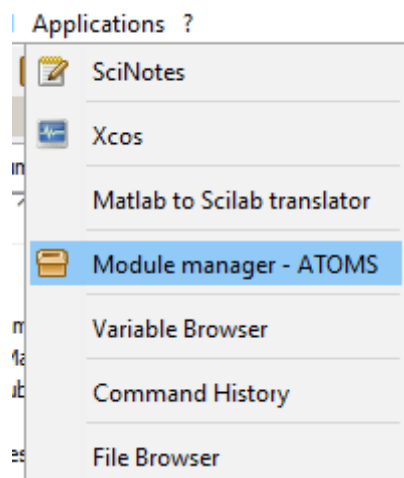 Applications ?
SciNotes
Xcos
Matlab to Scilab translator
Module manager - ATOMS
Variable Browser
Command History
File Browser